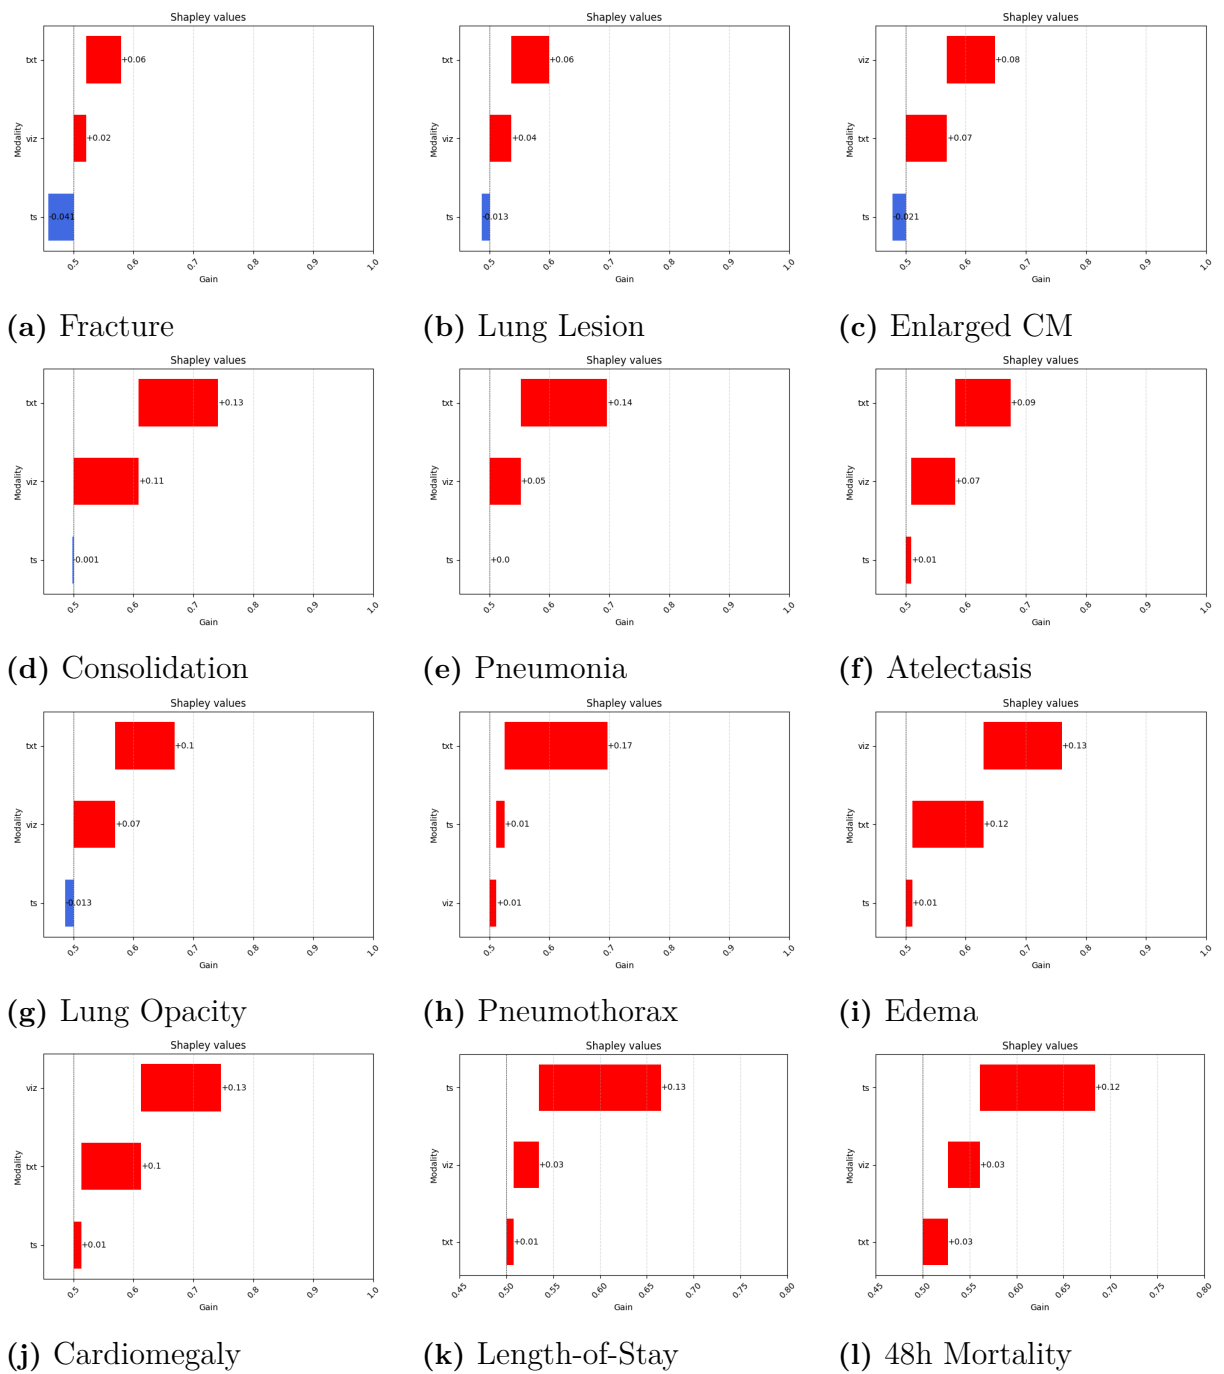 Shapley values
Modality
txt
+0.06
viz
+0.02
ts
-0.041
0.5 0.6 0.7 0.8 0.9 1.0
Gain
(a) Fracture
Shapley values
Modality
txt
+0.06
viz
+0.04
ts
-0.013
0.5 0.6 0.7 0.8 0.9 1.0
Gain
(b) Lung Lesion
Shapley values
Modality
viz
+0.08
txt
+0.07
ts
-0.021
0.5 0.6 0.7 0.8 0.9 1.0
Gain
(c) Enlarged CM
Shapley values
Modality
txt
+0.13
viz
+0.11
ts
-0.001
0.5 0.6 0.7 0.8 0.9 1.0
Gain
(d) Consolidation
Shapley values
Modality
txt
+0.14
viz
+0.05
ts
+0.0
0.5 0.6 0.7 0.8 0.9 1.0
Gain
(e) Pneumonia
Shapley values
Modality
txt
+0.09
viz
+0.07
ts
+0.01
0.5 0.6 0.7 0.8 0.9 1.0
Gain
(f) Atelectasis
Shapley values
Modality
txt
+0.1
viz
+0.07
ts
-0.013
0.5 0.6 0.7 0.8 0.9 1.0
Gain
(g) Lung Opacity
Shapley values
Modality
txt
+0.17
ts
+0.01
viz
+0.01
0.5 0.6 0.7 0.8 0.9 1.0
Gain
(h) Pneumothorax
Shapley values
Modality
viz
+0.13
txt
+0.12
ts
+0.01
0.5 0.6 0.7 0.8 0.9 1.0
Gain
(i) Edema
Shapley values
Modality
viz
+0.13
txt
+0.1
ts
+0.01
0.5 0.6 0.7 0.8 0.9 1.0
Gain
(j) Cardiomegaly
Shapley values
Modality
ts
+0.13
viz
+0.03
txt
+0.01
0.45 0.50 0.55 0.60 0.65 0.70 0.75 0.80
Gain
(k) Length-of-Stay
Shapley values
Modality
ts
+0.12
viz
+0.03
txt
+0.03
0.45 0.50 0.55 0.60 0.65 0.70 0.75 0.80
Gain
(l) 48h Mortality